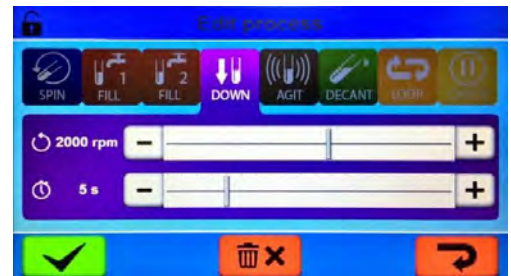 Edit process
SPIN
1
FILL
2
FILL
DOWN
AGIT
DECANT
LOOP
2000 rpm
5 s